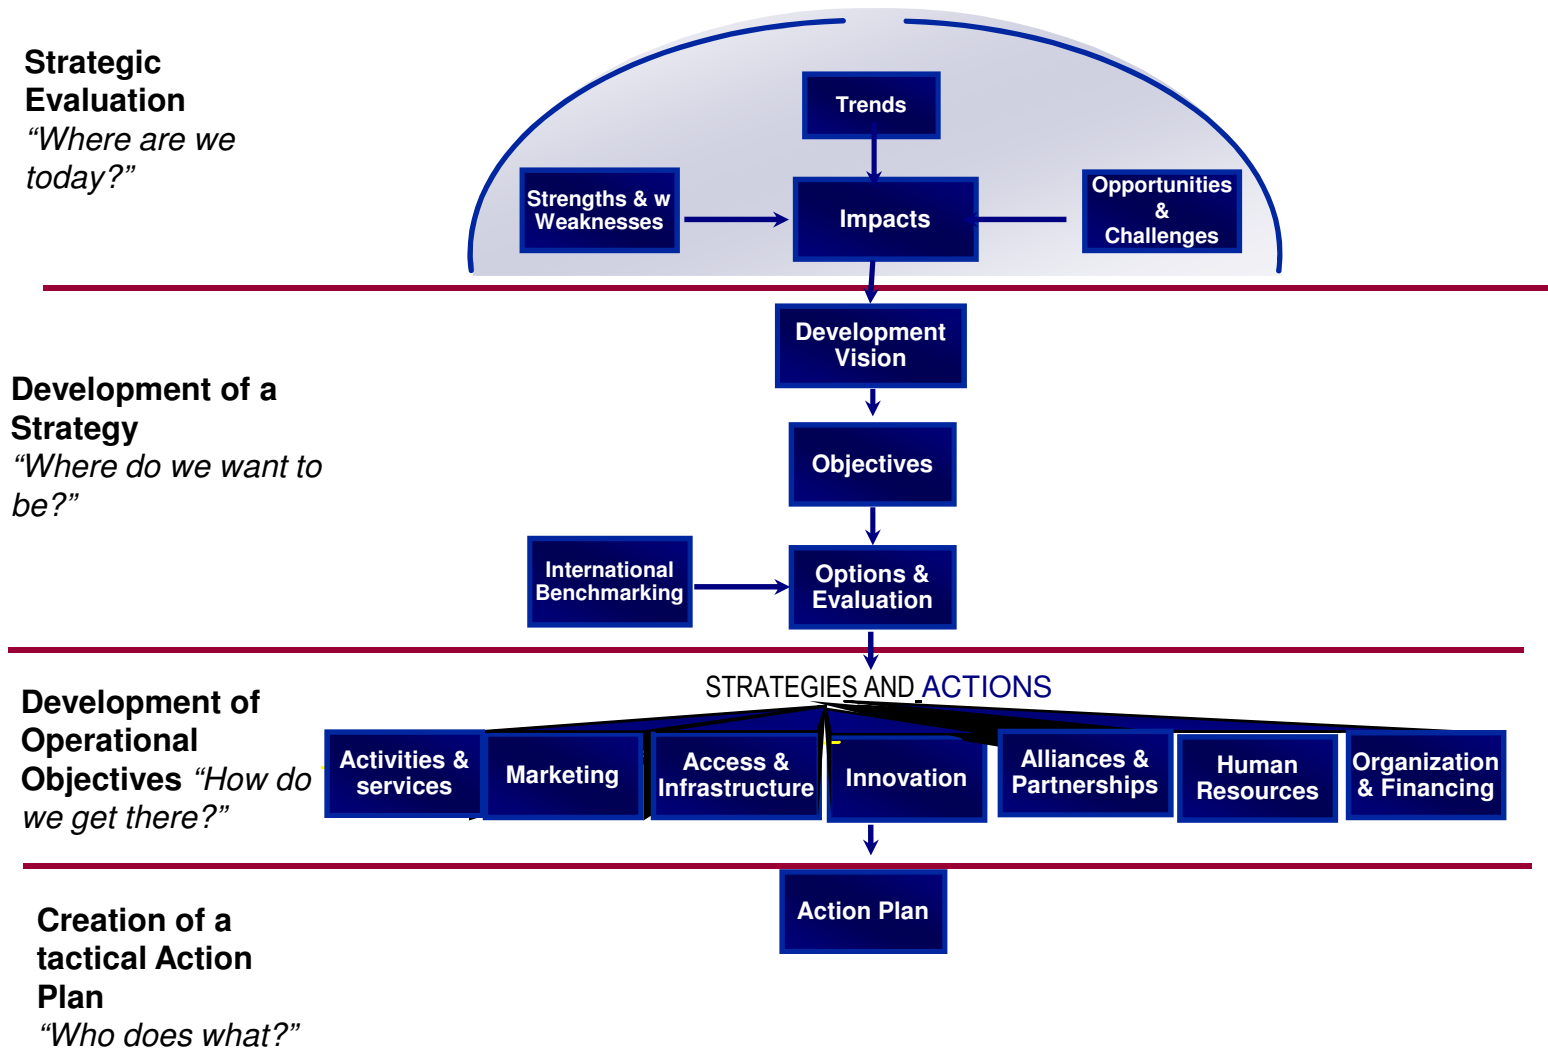 Strategic
Evaluation
“Where are we
today?”
Trends
Strengths & w
Weaknesses
Impacts
Opportunities
&
Challenges
Development of a
Strategy
“Where do we want to
be?”
Development
Vision
Objectives
International
Benchmarking
Options &
Evaluation
Development of
Operational
Objectives “How do
we get there?”
STRATEGIES AND ACTIONS
Activities &
services
Marketing
Access &
Infrastructure
Innovation
Alliances &
Partnerships
Human
Resources
Organization
& Financing
Creation of a
tactical Action
Plan
“Who does what?”
Action Plan